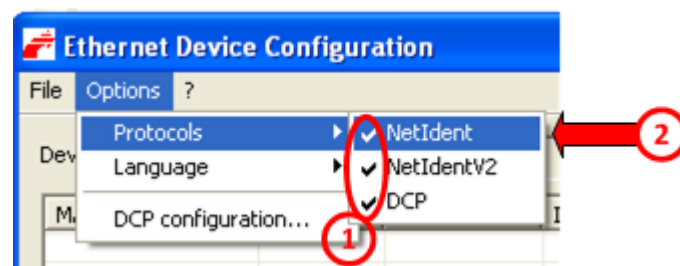 Ethernet Device Configuration
File Options ?
Protocols
NetIdent
2
Dev
Language
NetIdentV2
DCP
M
DCP configuration...
1
I